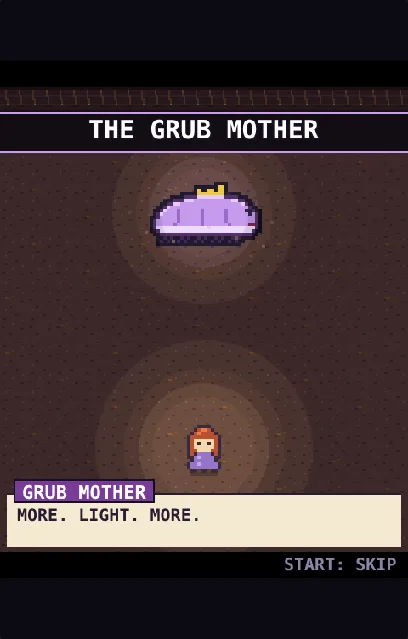 THE GRUB MOTHER
GRUB MOTHER
MORE. LIGHT. MORE.
START: SKIP